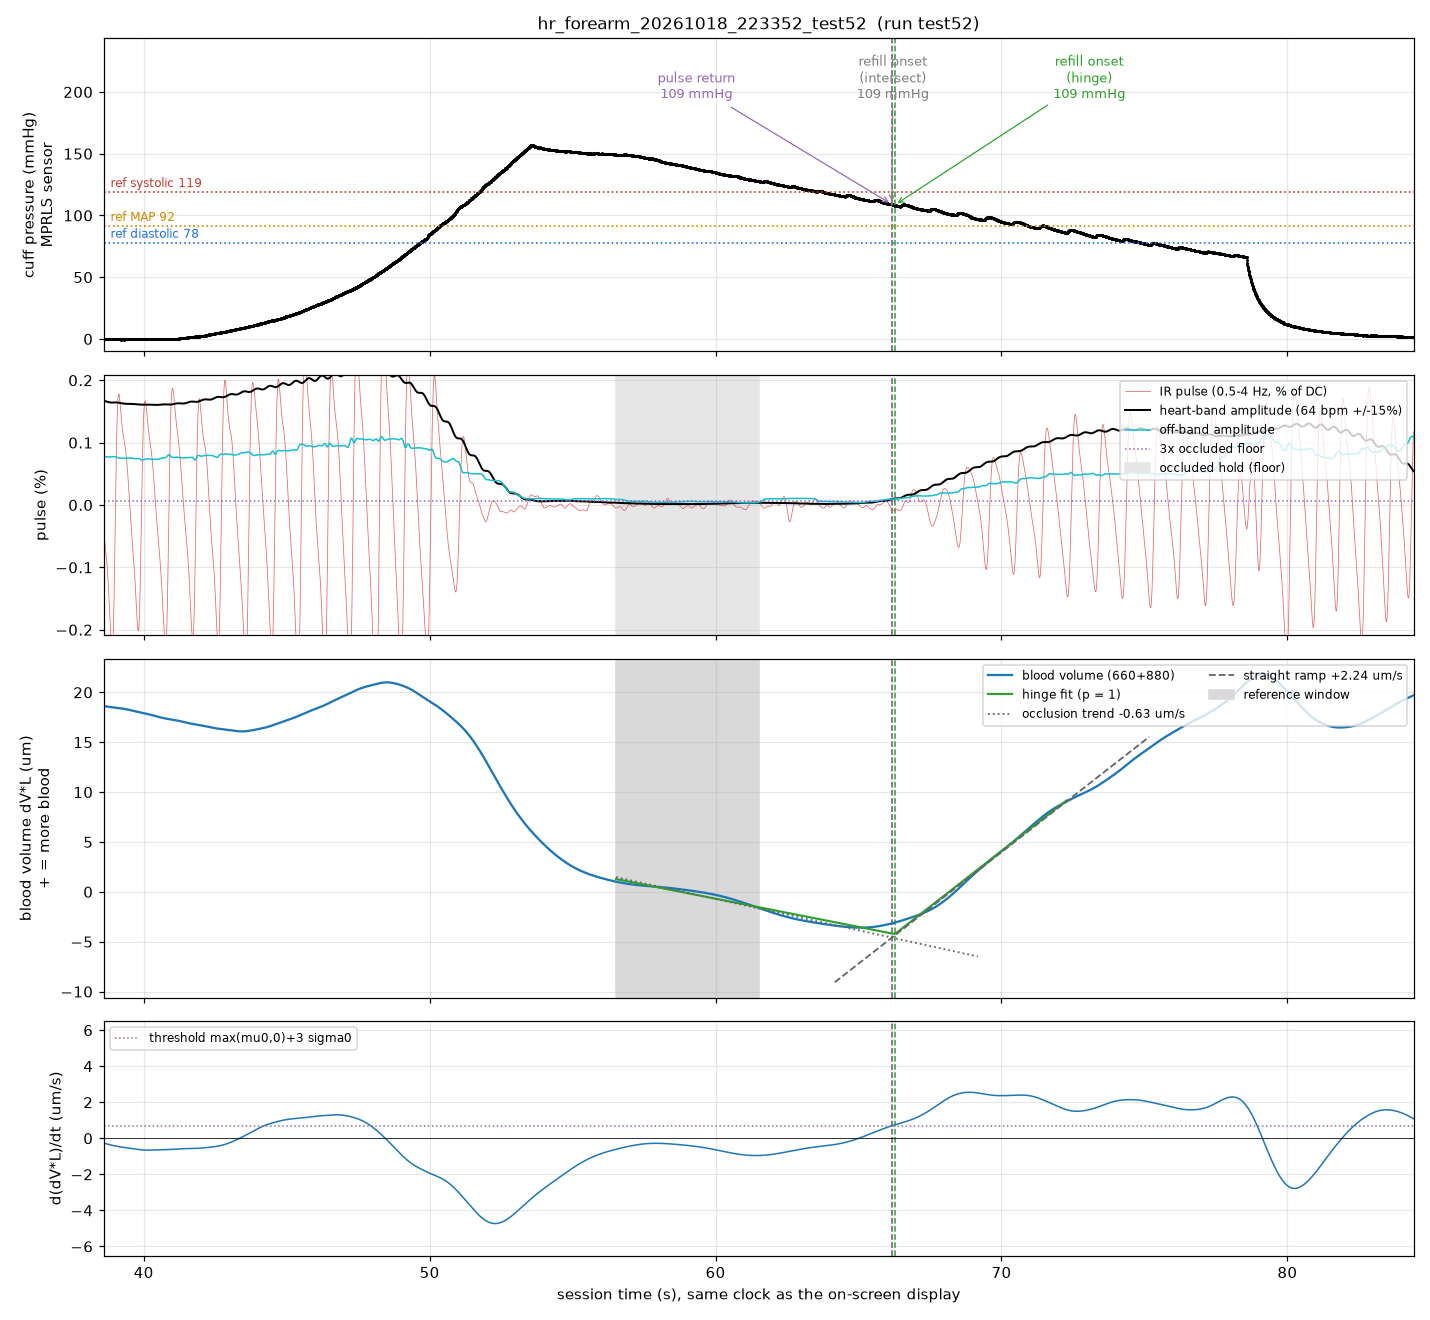 hr_forearm_20261018_223352_test52  (run test52)
cuff pressure (mmHg)
MPRLS sensor
200
150
100
50
0
pulse return
109 mmHg
refill onset
(intersect)
109 mmHg
refill onset
(hinge)
109 mmHg
ref systolic 119
ref MAP 92
ref diastolic 78
pulse (%)
0.2
0.1
0.0
−0.1
−0.2
IR pulse (0.5-4 Hz, % of DC)
heart-band amplitude (64 bpm +/-15%)
off-band amplitude
3x occluded floor
occluded hold (floor)
blood volume dV*L (um)
+ = more blood
20
15
10
5
0
−5
−10
blood volume (660+880)
hinge fit (p = 1)
occlusion trend -0.63 um/s
straight ramp +2.24 um/s
reference window
d(dV*L)/dt (um/s)
6
4
2
0
−2
−4
−6
threshold max(mu0,0)+3 sigma0
40
50
60
70
80
session time (s), same clock as the on-screen display